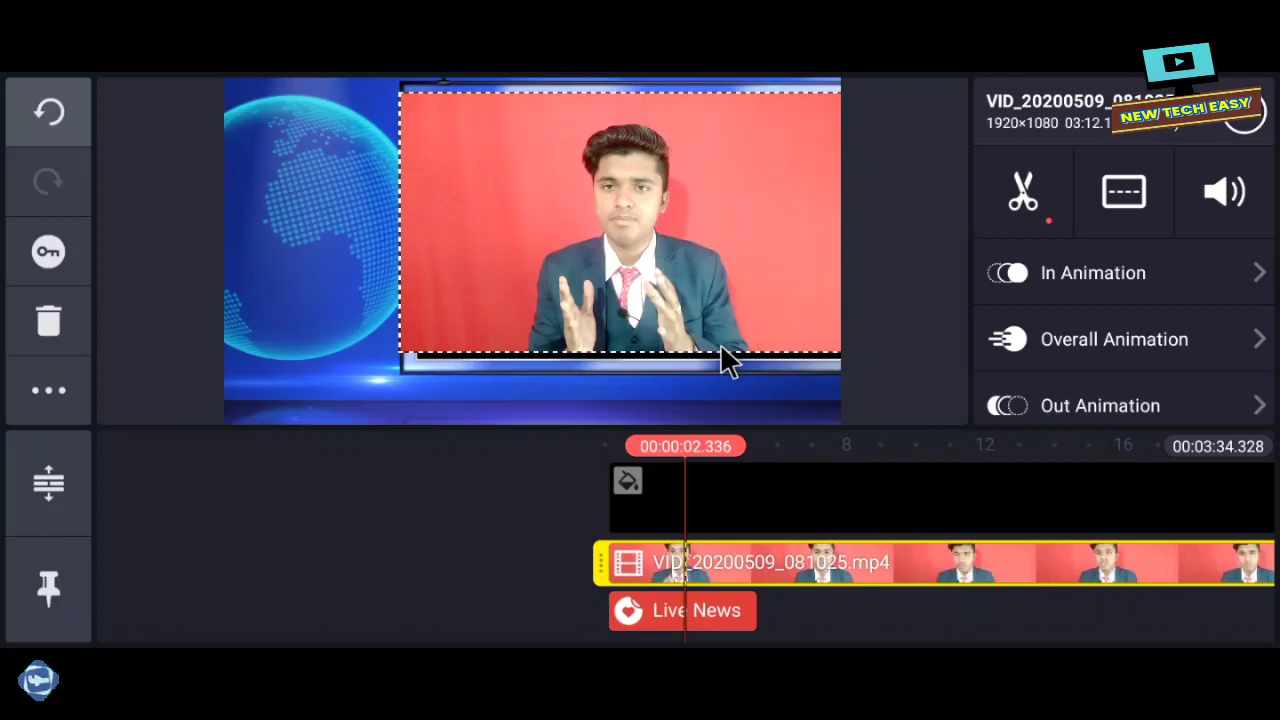 VID_20200509_081025
1920×1080 03:12.1
NEW TECH EASY
In Animation
Overall Animation
Out Animation
00:00:02.336
8
12
16
00:03:34.328
VID_20200509_081025.mp4
Live News